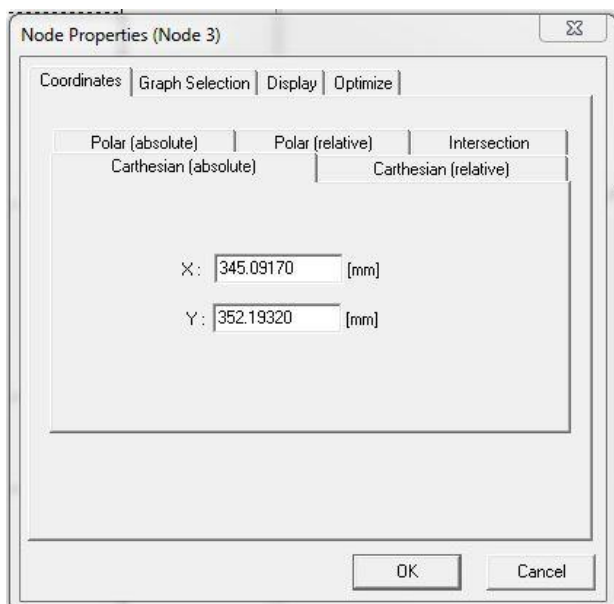 Node Properties (Node 3)
Coordinates Graph Selection Display Optimize
Polar (absolute) Polar (relative) Intersection
Carthesian (absolute) Carthesian (relative)
X: 345.09170 [mm]
Y: 352.19320 [mm]
OK Cancel